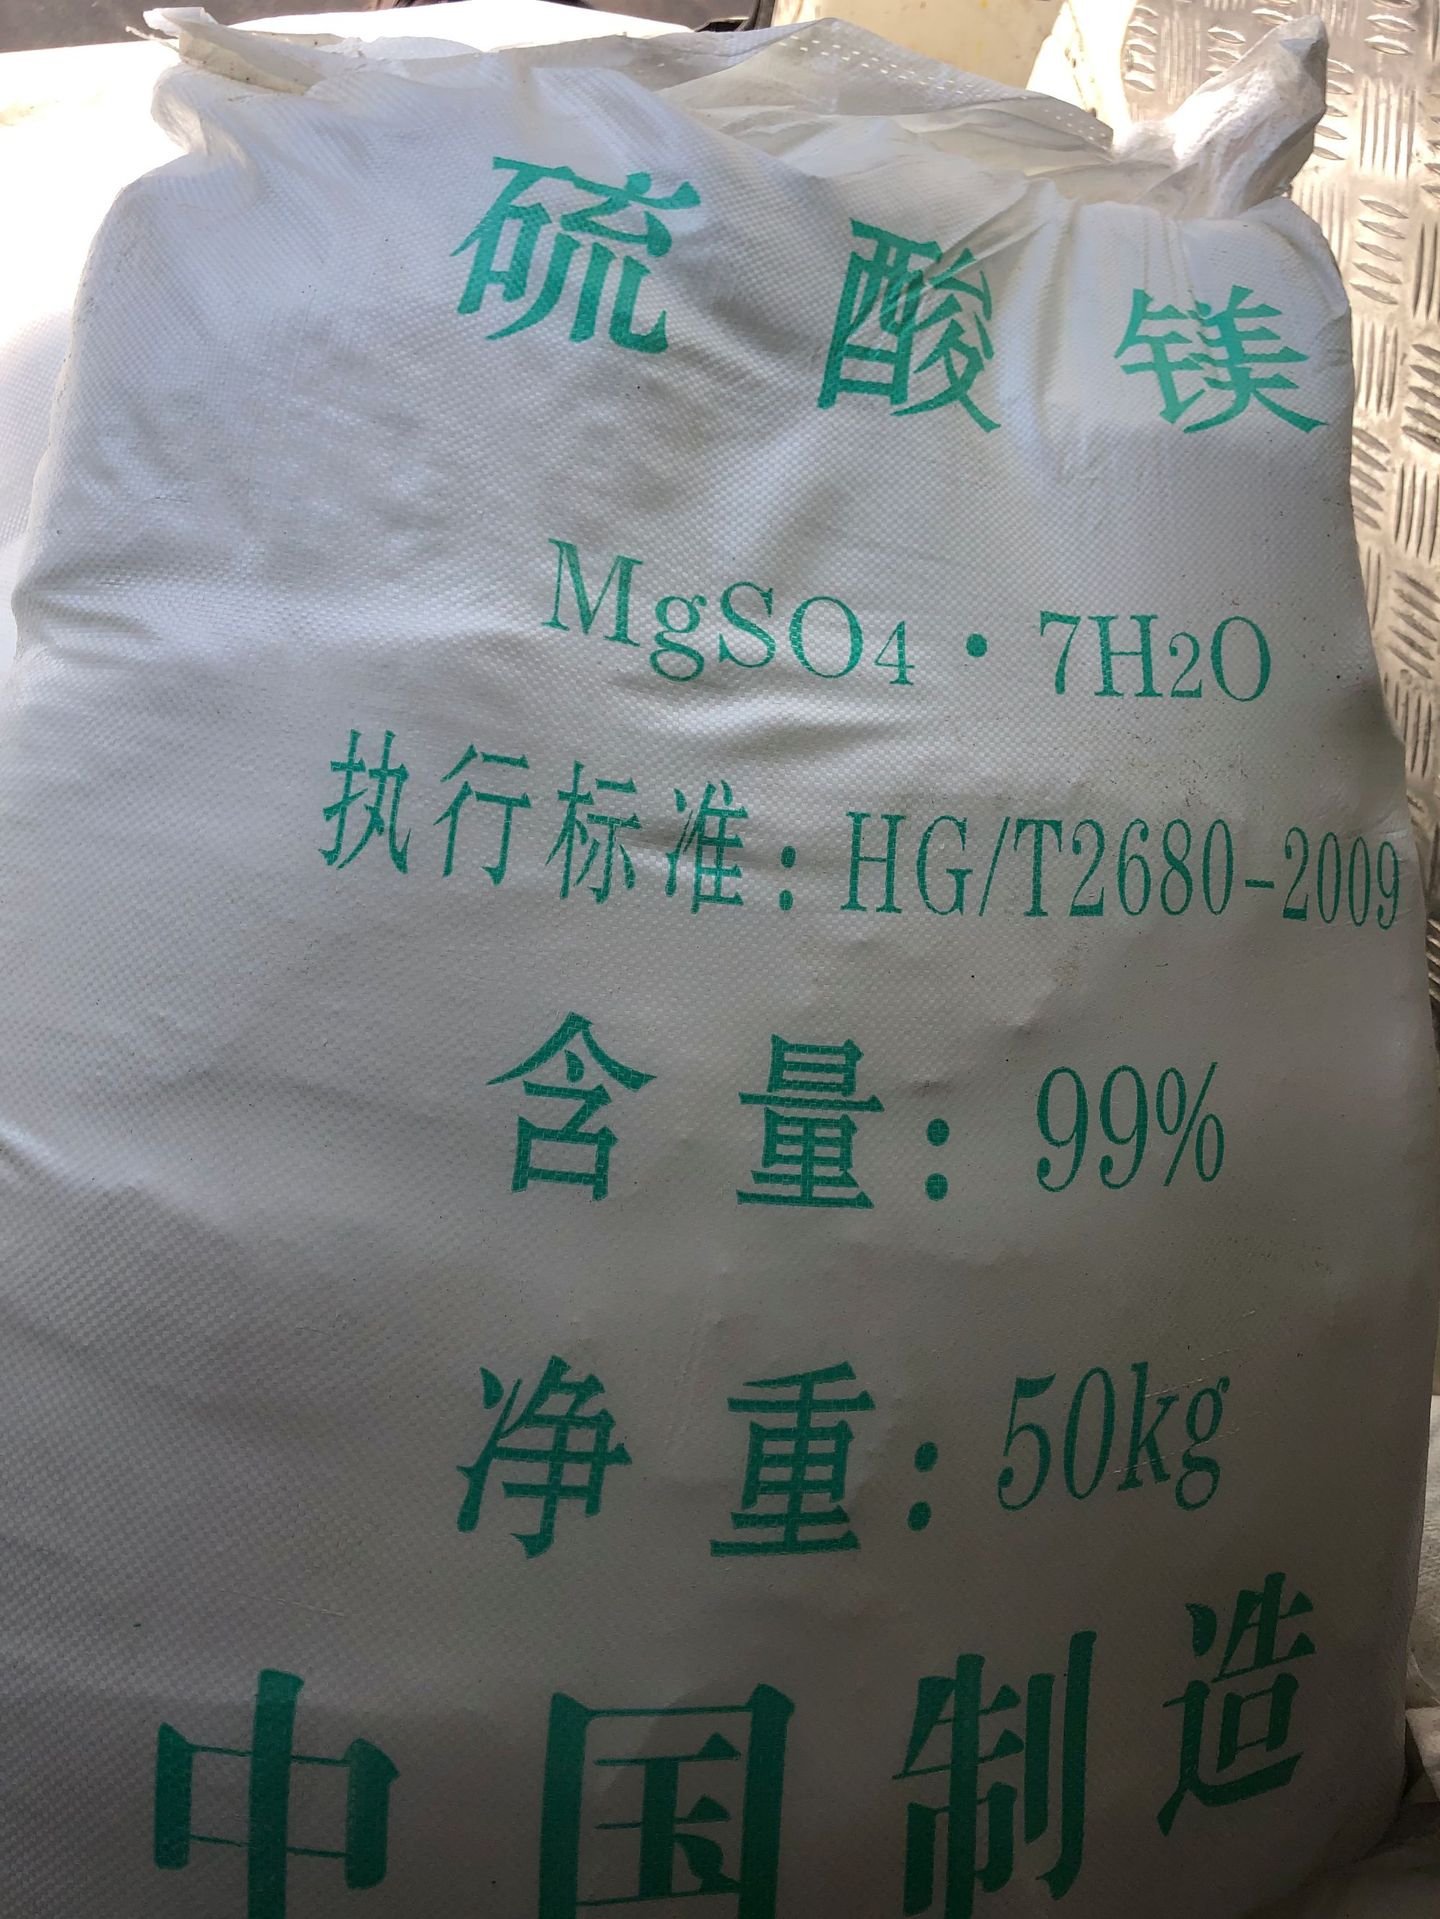 硫酸镁
MgSO4·7H2O
执行标准:HG/T2680-2009
含量:99%
净重:50kg
中国制造